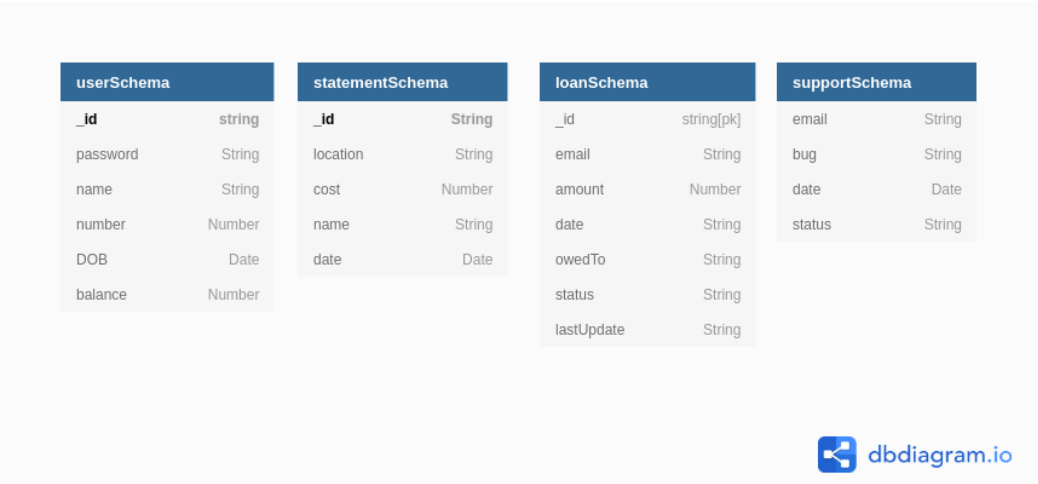 userSchema
_id string
password String
name String
number Number
DOB Date
balance Number
statementSchema
_id String
location String
cost Number
name String
date Date
loanSchema
_id string[pk]
email String
amount Number
date String
owedTo String
status String
lastUpdate String
supportSchema
email String
bug String
date Date
status String
dbdiagram.io